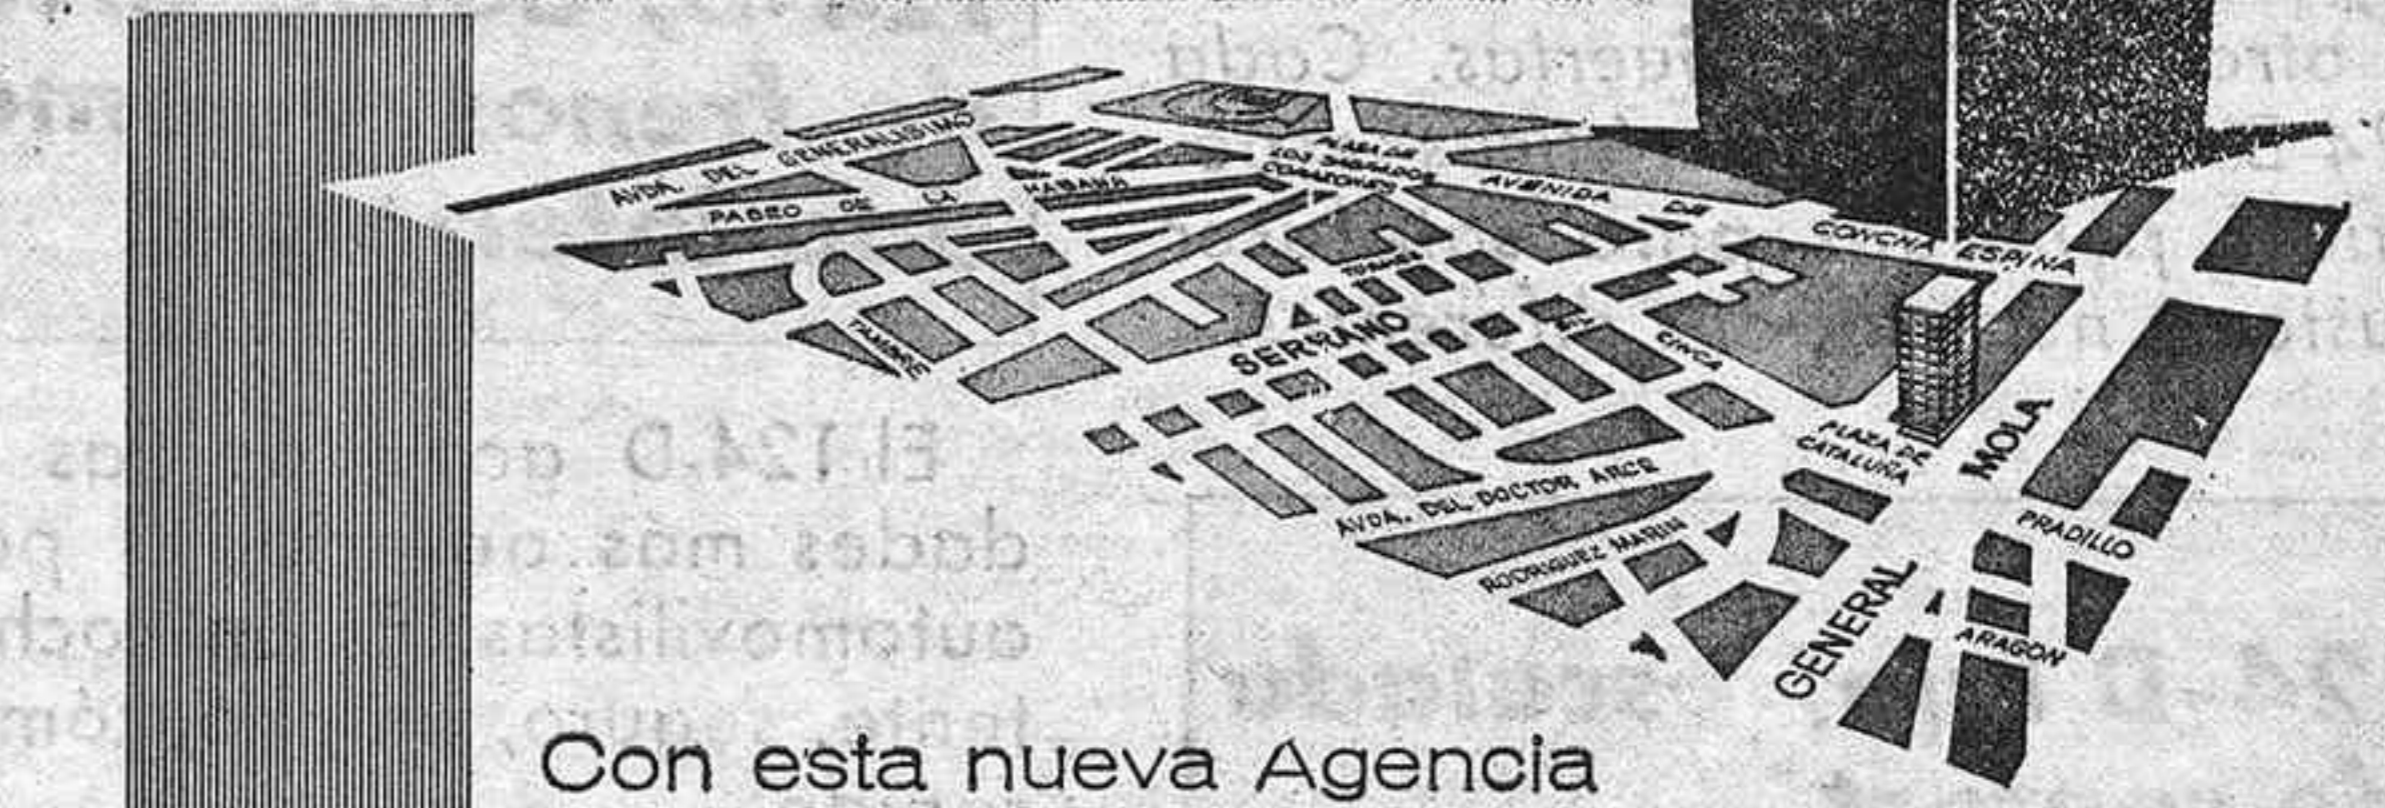 AVDA. DEL GENERALISIMO
PASEO DE LA HABANA
PLAZA DE
LOS SAGRADOS
CORAZONES
AVENIDA DE CONCHA ESPINA
SERRANO
CINCA
PLAZA DE
CATALUÑA
AVDA. DEL DOCTOR ARCE
RODRIGUEZ MARIN
GENERAL MOLA
PRADILLO
ARAGON
Con esta nueva Agencia